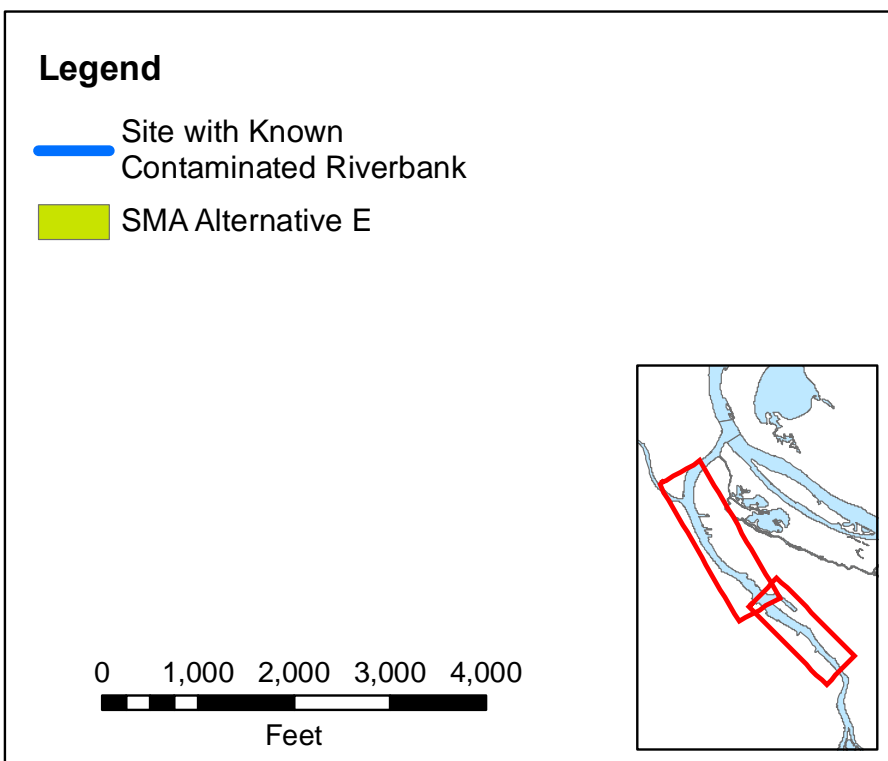 Legend
Site with Known
Contaminated Riverbank
SMA Alternative E
0 1,000 2,000 3,000 4,000
Feet